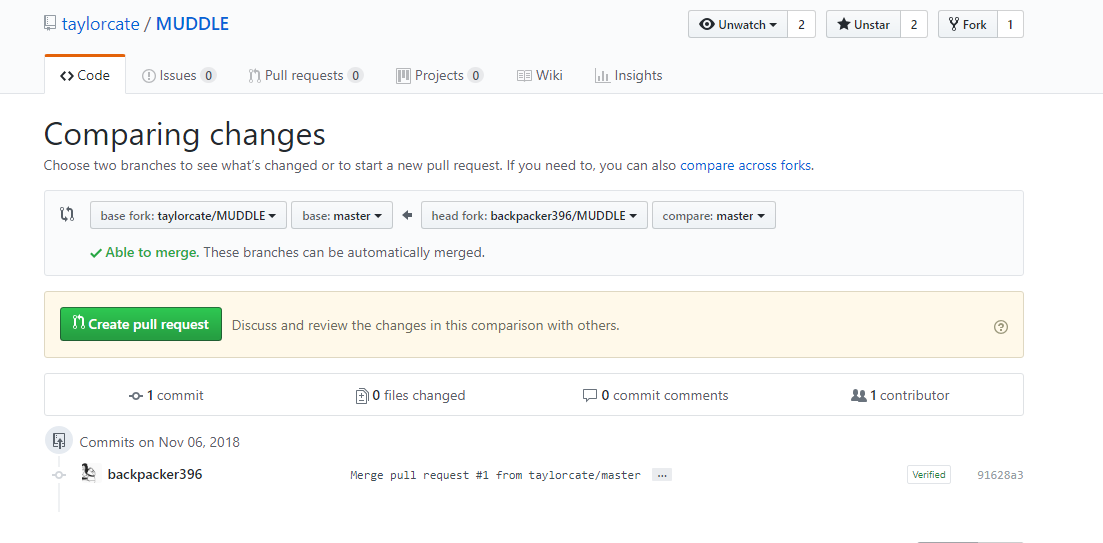 taylorcate / MUDDLE
Unwatch 2 Unstar 2 Fork 1
Code Issues 0 Pull requests 0 Projects 0 Wiki Insights
Comparing changes
Choose two branches to see what's changed or to start a new pull request. If you need to, you can also compare across forks.
base fork: taylorcate/MUDDLE base: master head fork: backpacker396/MUDDLE compare: master
Able to merge. These branches can be automatically merged.
Create pull request Discuss and review the changes in this comparison with others.
1 commit 0 files changed 0 commit comments 1 contributor
Commits on Nov 06, 2018
backpacker396 Merge pull request #1 from taylorcate/master … Verified 91628a3